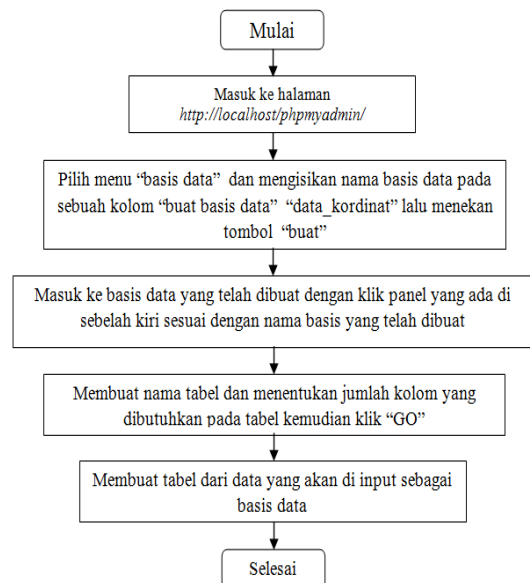 Mulai
Masuk ke halaman
http://localhost/phpmyadmin/
Pilih menu “basis data” dan mengisikan nama basis data pada
sebuah kolom “buat basis data” “data_kordinat” lalu menekan
tombol “buat”
Masuk ke basis data yang telah dibuat dengan klik panel yang ada di
sebelah kiri sesuai dengan nama basis yang telah dibuat
Membuat nama tabel dan menentukan jumlah kolom yang
dibutuhkan pada tabel kemudian klik “GO”
Membuat tabel dari data yang akan di input sebagai
basis data
Selesai